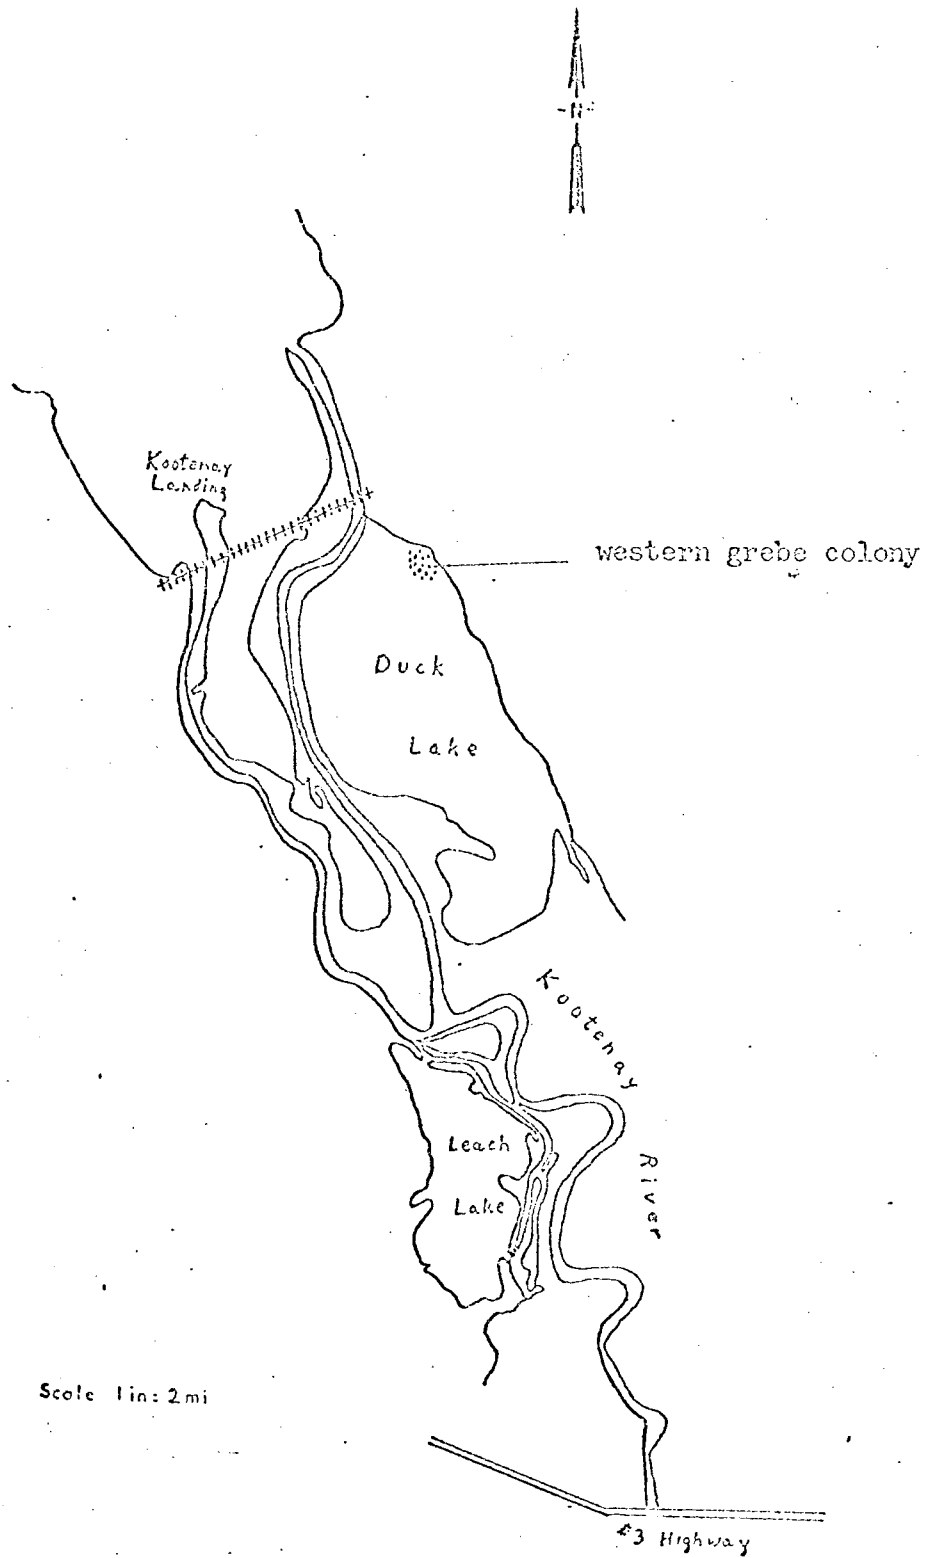 N
Kootenay
Landing
western grebe colony
Duck
Lake
Kootenay
River
Leach
Lake
Scale 1 in: 2 mi
#3 Highway